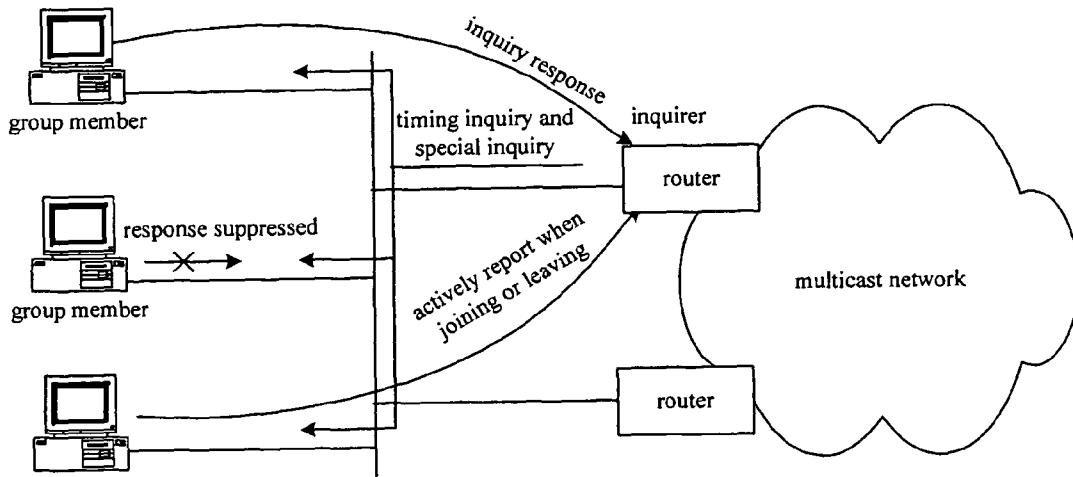 inquiry response
group member
timing inquiry and
special inquiry
inquirer
router
response suppressed
group member
actively report when
joining or leaving
multicast network
router